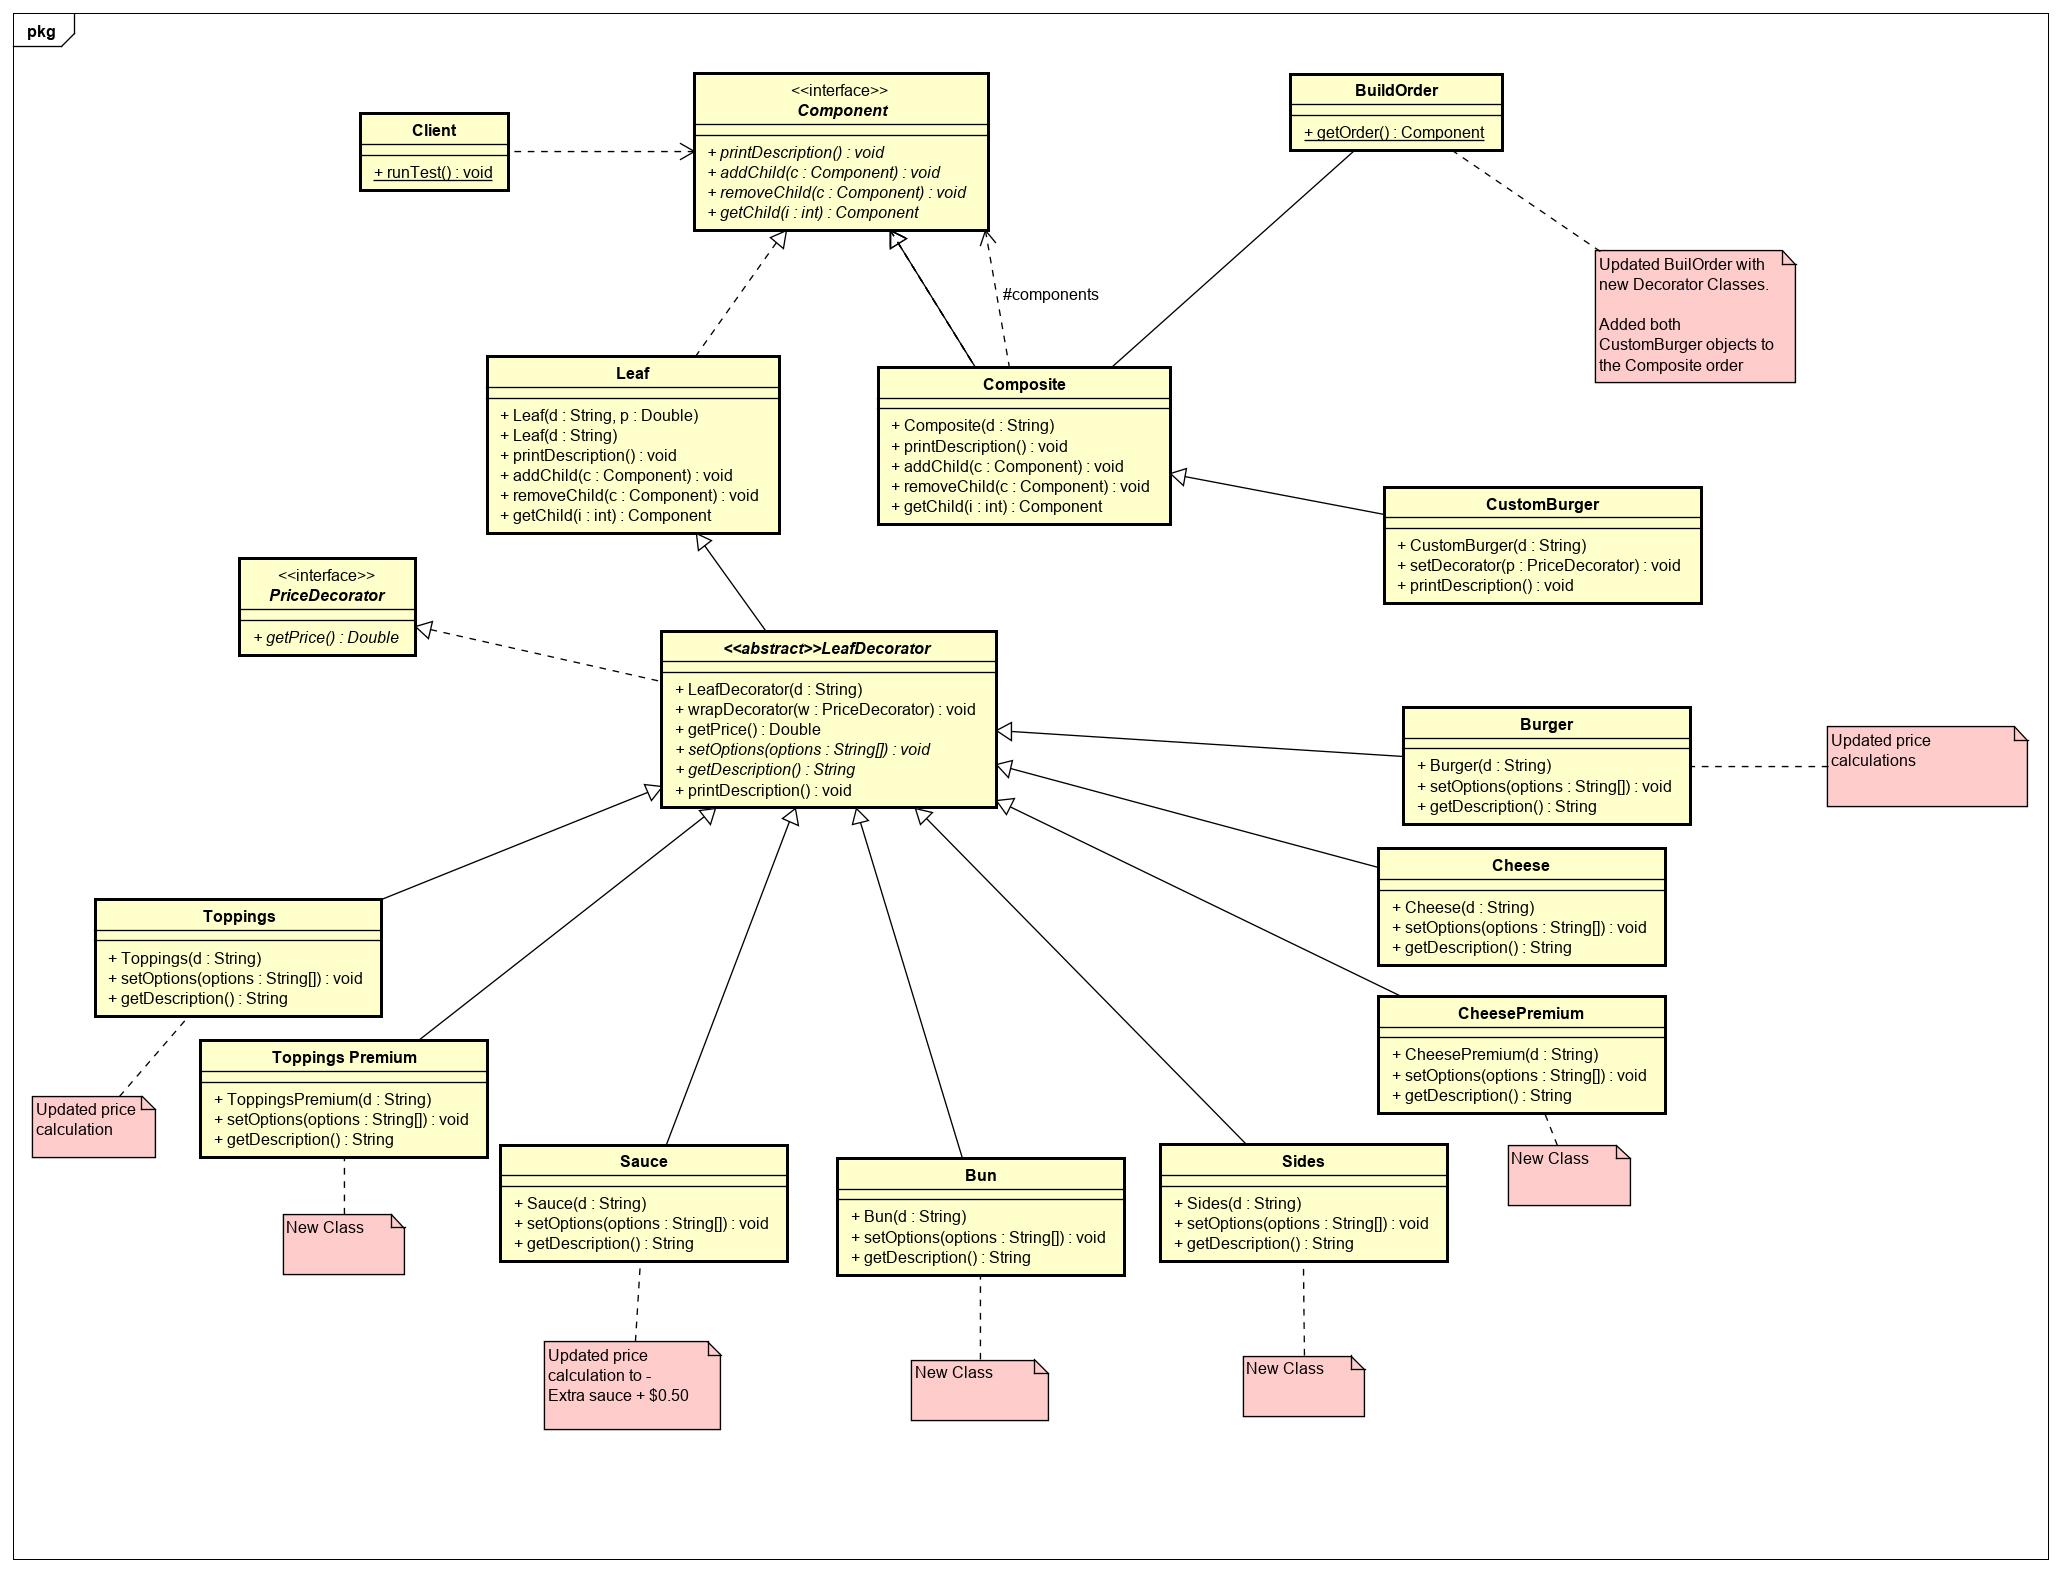 pkg
<<interface>>
Component
+ printDescription() : void
+ addChild(c : Component) : void
+ removeChild(c : Component) : void
+ getChild(i : int) : Component
BuildOrder
+ getOrder() : Component
Client
+ runTest() : void
#components
Updated BuilOrder with
new Decorator Classes.
Added both
CustomBurger objects to
the Composite order
Leaf
+ Leaf(d : String, p : Double)
+ Leaf(d : String)
+ printDescription() : void
+ addChild(c : Component) : void
+ removeChild(c : Component) : void
+ getChild(i : int) : Component
Composite
+ Composite(d : String)
+ printDescription() : void
+ addChild(c : Component) : void
+ removeChild(c : Component) : void
+ getChild(i : int) : Component
CustomBurger
+ CustomBurger(d : String)
+ setDecorator(p : PriceDecorator) : void
+ printDescription() : void
<<interface>>
PriceDecorator
+ getPrice() : Double
<<abstract>>LeafDecorator
+ LeafDecorator(d : String)
+ wrapDecorator(w : PriceDecorator) : void
+ getPrice() : Double
+ setOptions(options : String[]) : void
+ getDescription() : String
+ printDescription() : void
Burger
+ Burger(d : String)
+ setOptions(options : String[]) : void
+ getDescription() : String
Updated price
calculations
Cheese
+ Cheese(d : String)
+ setOptions(options : String[]) : void
+ getDescription() : String
Toppings
+ Toppings(d : String)
+ setOptions(options : String[]) : void
+ getDescription() : String
CheesePremium
+ CheesePremium(d : String)
+ setOptions(options : String[]) : void
+ getDescription() : String
Toppings Premium
+ ToppingsPremium(d : String)
+ setOptions(options : String[]) : void
+ getDescription() : String
Updated price
calculation
Sauce
+ Sauce(d : String)
+ setOptions(options : String[]) : void
+ getDescription() : String
Bun
+ Bun(d : String)
+ setOptions(options : String[]) : void
+ getDescription() : String
Sides
+ Sides(d : String)
+ setOptions(options : String[]) : void
+ getDescription() : String
New Class
New Class
Updated price
calculation to -
Extra sauce + $0.50
New Class
New Class